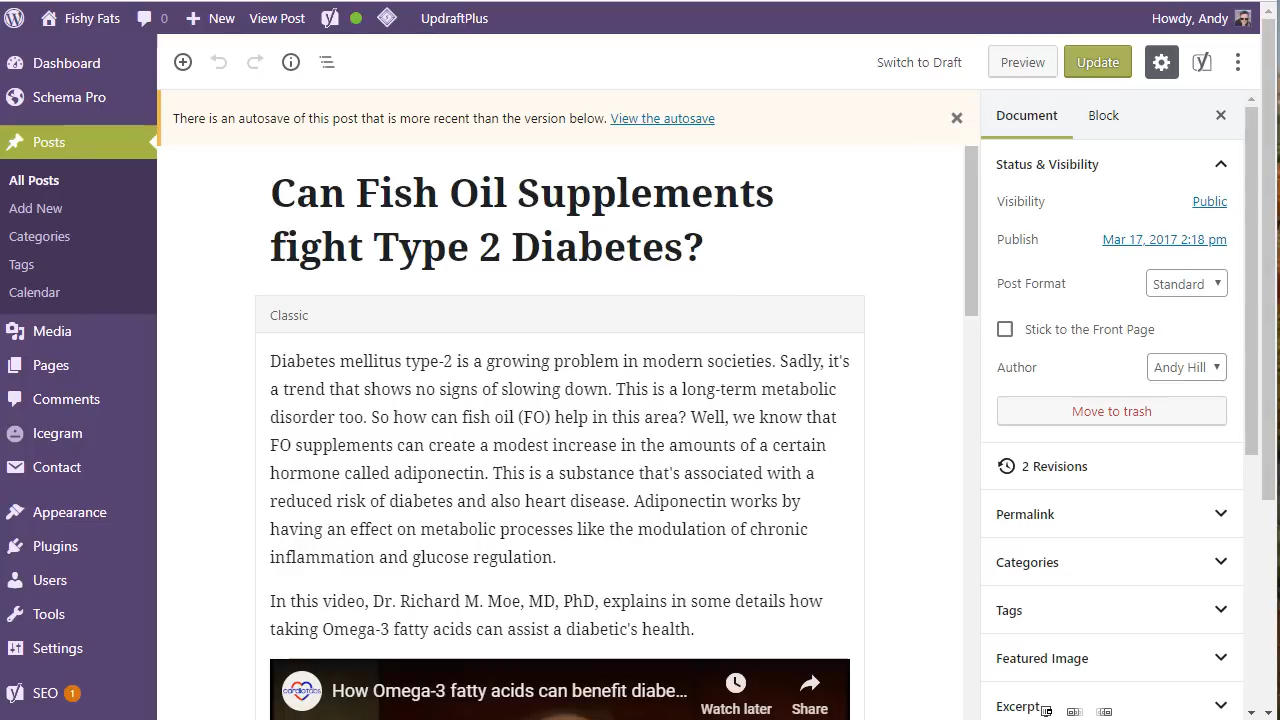 Fishy Fats 0 New View Post UpdraftPlus Howdy, Andy
Dashboard
Schema Pro
Posts
All Posts
Add New
Categories
Tags
Calendar
Media
Pages
Comments
Icegram
Contact
Appearance
Plugins
Users
Tools
Settings
SEO 1
Switch to Draft Preview Update
There is an autosave of this post that is more recent than the version below. View the autosave
Can Fish Oil Supplements
fight Type 2 Diabetes?
Classic
Diabetes mellitus type-2 is a growing problem in modern societies. Sadly, it's
a trend that shows no signs of slowing down. This is a long-term metabolic
disorder too. So how can fish oil (FO) help in this area? Well, we know that
FO supplements can create a modest increase in the amounts of a certain
hormone called adiponectin. This is a substance that's associated with a
reduced risk of diabetes and also heart disease. Adiponectin works by
having an effect on metabolic processes like the modulation of chronic
inflammation and glucose regulation.
In this video, Dr. Richard M. Moe, MD, PhD, explains in some details how
taking Omega-3 fatty acids can assist a diabetic's health.
cardiotabs
How Omega-3 fatty acids can benefit diabe...
Watch later Share
Document Block
Status & Visibility
Visibility Public
Publish Mar 17, 2017 2:18 pm
Post Format Standard
Stick to the Front Page
Author Andy Hill
Move to trash
2 Revisions
Permalink
Categories
Tags
Featured Image
Excerpt